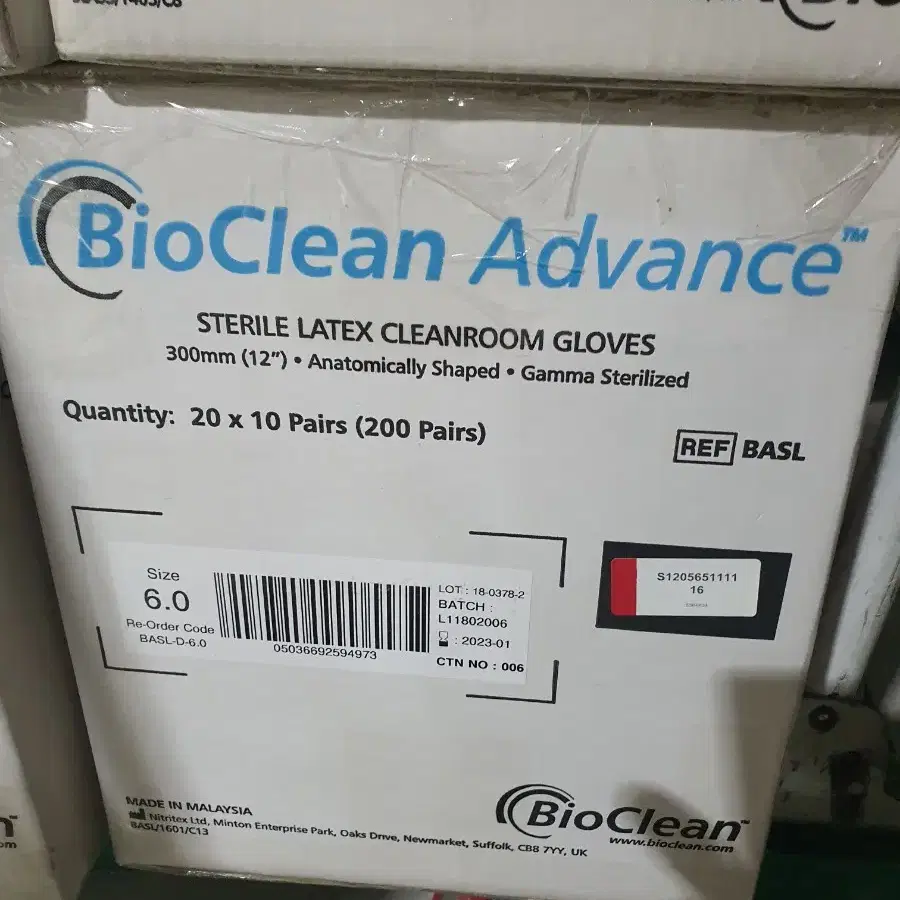 BioClean Advance™
STERILE LATEX CLEANROOM GLOVES
300mm (12") • Anatomically Shaped • Gamma Sterilized
Quantity: 20 x 10 Pairs (200 Pairs)
REF BASL
Size
6.0
Re-Order Code
BASL-D-6.0
05036692594973
LOT : 18-0378-2
BATCH :
L11802006
: 2023-01
CTN NO : 006
S1205651111
16
MADE IN MALAYSIA
Nitritex Ltd, Minton Enterprise Park, Oaks Drive, Newmarket, Suffolk, CB8 7YY, UK
BASL/1601/C13
BioClean™
www.bioclean.com